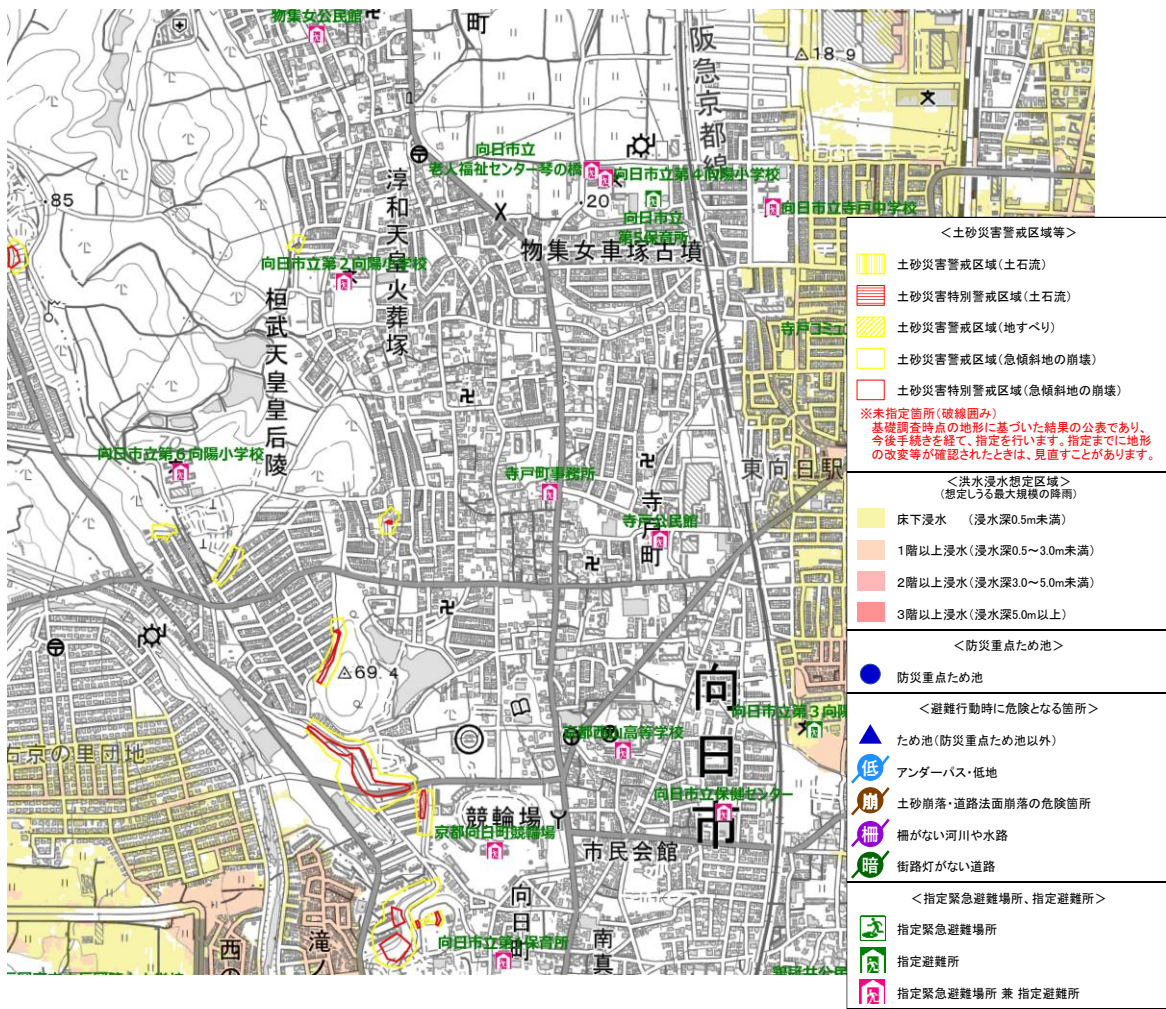 物集女公民館
町
阪急京都線
18.9
向日市立
老人福祉センター琴の橋
向日市立第4向陽小学校
淳和天皇火葬塚
・85
・20
向日市立
第5保育所
向日市立寺戸中学校
物集女車塚古墳
向日市立第2向陽小学校
桓武天皇皇后陵
寺戸コミュ
向日市立第6向陽小学校
東向日駅
寺戸町事務所
寺戸公民館
寺戸町
69.4
右京の里団地
向日市
向日市立第3向陽
京都西山高等学校
向日市立保健センター
競輪場
京都向日町競輪場
市民会館
向日町
南真
西の
滝ノ
<土砂災害警戒区域等>
土砂災害警戒区域(土石流)
土砂災害特別警戒区域(土石流)
土砂災害警戒区域(地すべり)
土砂災害警戒区域(急傾斜地の崩壊)
土砂災害特別警戒区域(急傾斜地の崩壊)
※未指定箇所(破線囲み)
基礎調査時点の地形に基づいた結果の公表であり、
今後手続きを経て、指定を行います。指定までに地形
の改変等が確認されたときは、見直すことがあります。
<洪水浸水想定区域>
(想定しうる最大規模の降雨)
床下浸水 (浸水深0.5m未満)
1階以上浸水(浸水深0.5~3.0m未満)
2階以上浸水(浸水深3.0~5.0m未満)
3階以上浸水(浸水深5.0m以上)
<防災重点ため池>
防災重点ため池
<避難行動時に危険となる箇所>
ため池(防災重点ため池以外)
低 アンダーパス・低地
崩 土砂崩落・道路法面崩落の危険箇所
柵 柵がない河川や水路
暗 街路灯がない道路
<指定緊急避難場所、指定避難所>
指定緊急避難場所
指定避難所
指定緊急避難場所 兼 指定避難所